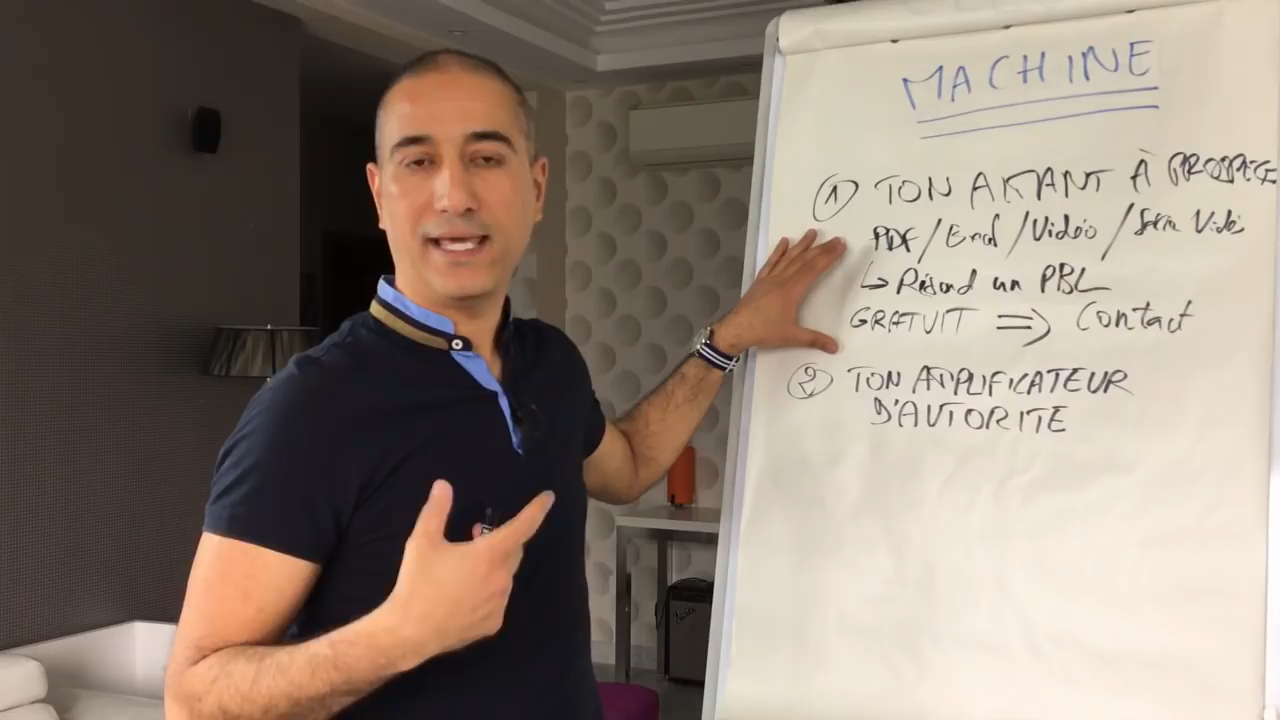 MACHINE
① TON AIMANT À PROSPECT
PDF / Email / Vidéo / Série Vidéo
↳ Résoud un PBL
GRATUIT => Contact
② TON AMPLIFICATEUR
D'AUTORITE
Fender